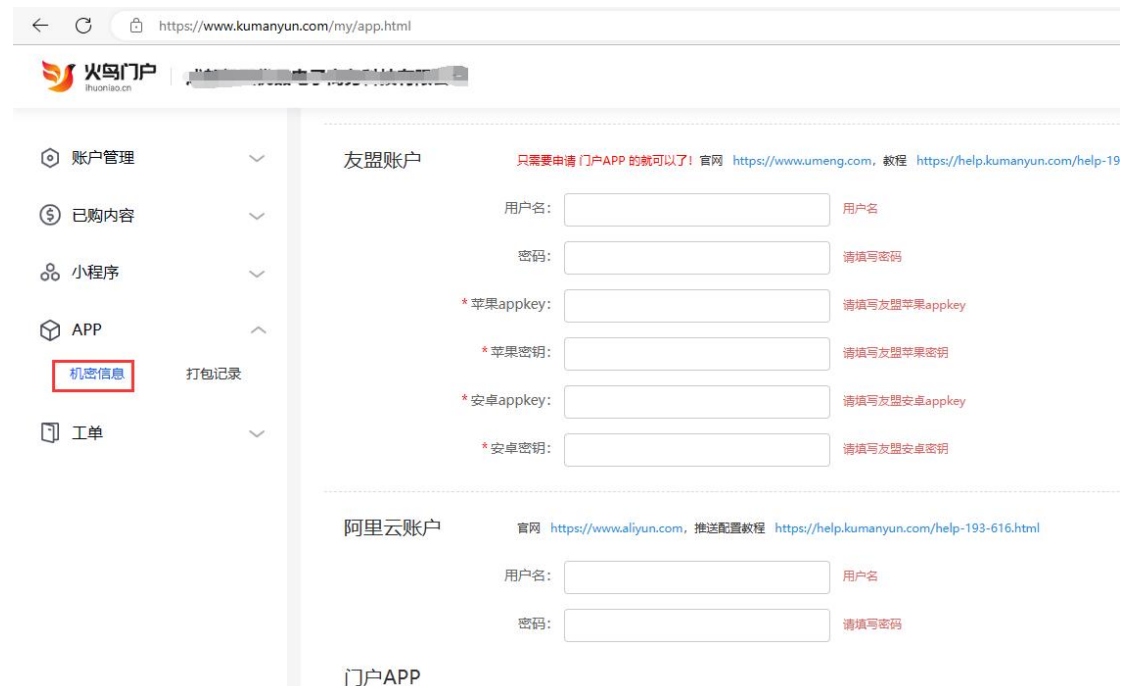 https://www.kumanyun.com/my/app.html
火鸟门户
ihuoniao.cn
账户管理
已购内容
小程序
APP
机密信息 打包记录
工单
友盟账户 只需要申请 门户APP 的就可以了！官网 https://www.umeng.com，教程 https://help.kumanyun.com/help-19
用户名： 用户名
密码： 请填写密码
*苹果appkey： 请填写友盟苹果appkey
*苹果密钥： 请填写友盟苹果密钥
*安卓appkey： 请填写友盟安卓appkey
*安卓密钥： 请填写友盟安卓密钥
阿里云账户 官网 https://www.aliyun.com，推送配置教程 https://help.kumanyun.com/help-193-616.html
用户名： 用户名
密码： 请填写密码
门户APP